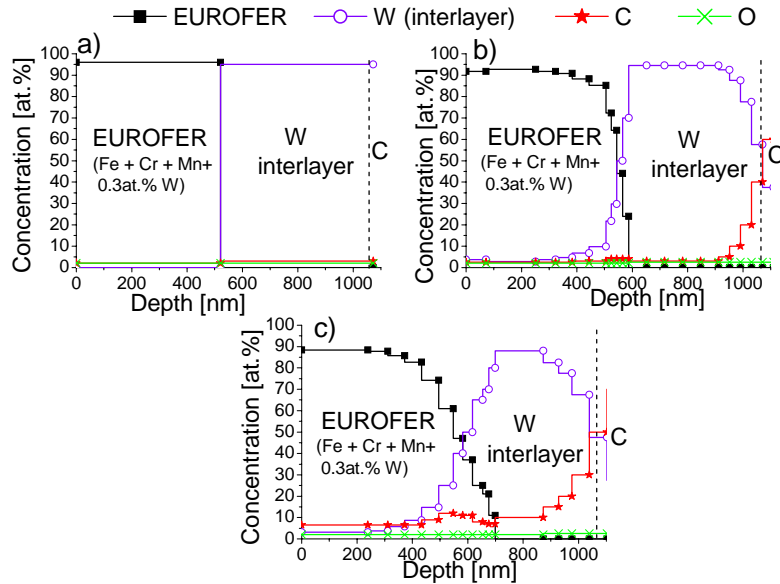 EUROFER W (interlayer) C O
a)
Concentration [at.%]
100
90
80
70
60
50
40
30
20
10
0
EUROFER
(Fe + Cr + Mn+
0.3at.% W)
W
interlayer
C
0 200 400 600 800 1000
Depth [nm]
b)
Concentration [at.%]
100
90
80
70
60
50
40
30
20
10
0
EUROFER
(Fe + Cr + Mn+
0.3at.% W)
W
interlayer
C
0 200 400 600 800 1000
Depth [nm]
c)
Concentration [at.%]
100
90
80
70
60
50
40
30
20
10
0
EUROFER
(Fe + Cr + Mn+
0.3at.% W)
W
interlayer
C
0 200 400 600 800 1000
Depth [nm]